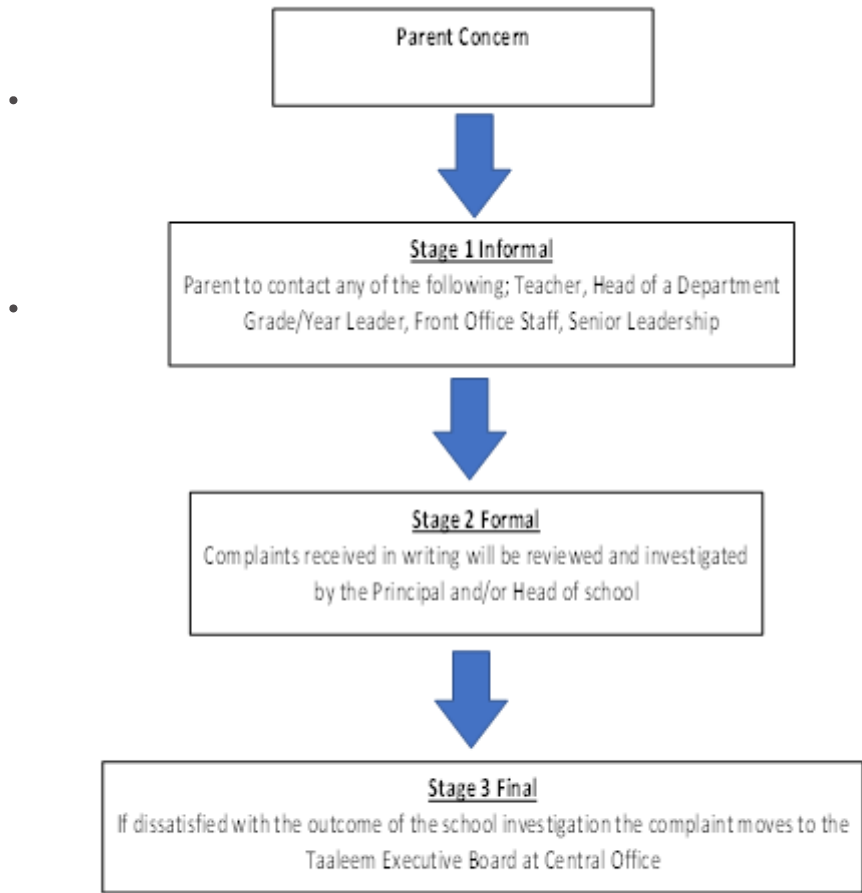 Parent Concern
Stage 1 Informal
Parent to contact any of the following; Teacher, Head of a Department
Grade/Year Leader, Front Office Staff, Senior Leadership
Stage 2 Formal
Complaints received in writing will be reviewed and investigated
by the Principal and/or Head of school
Stage 3 Final
If dissatisfied with the outcome of the school investigation the complaint moves to the
Taaleem Executive Board at Central Office